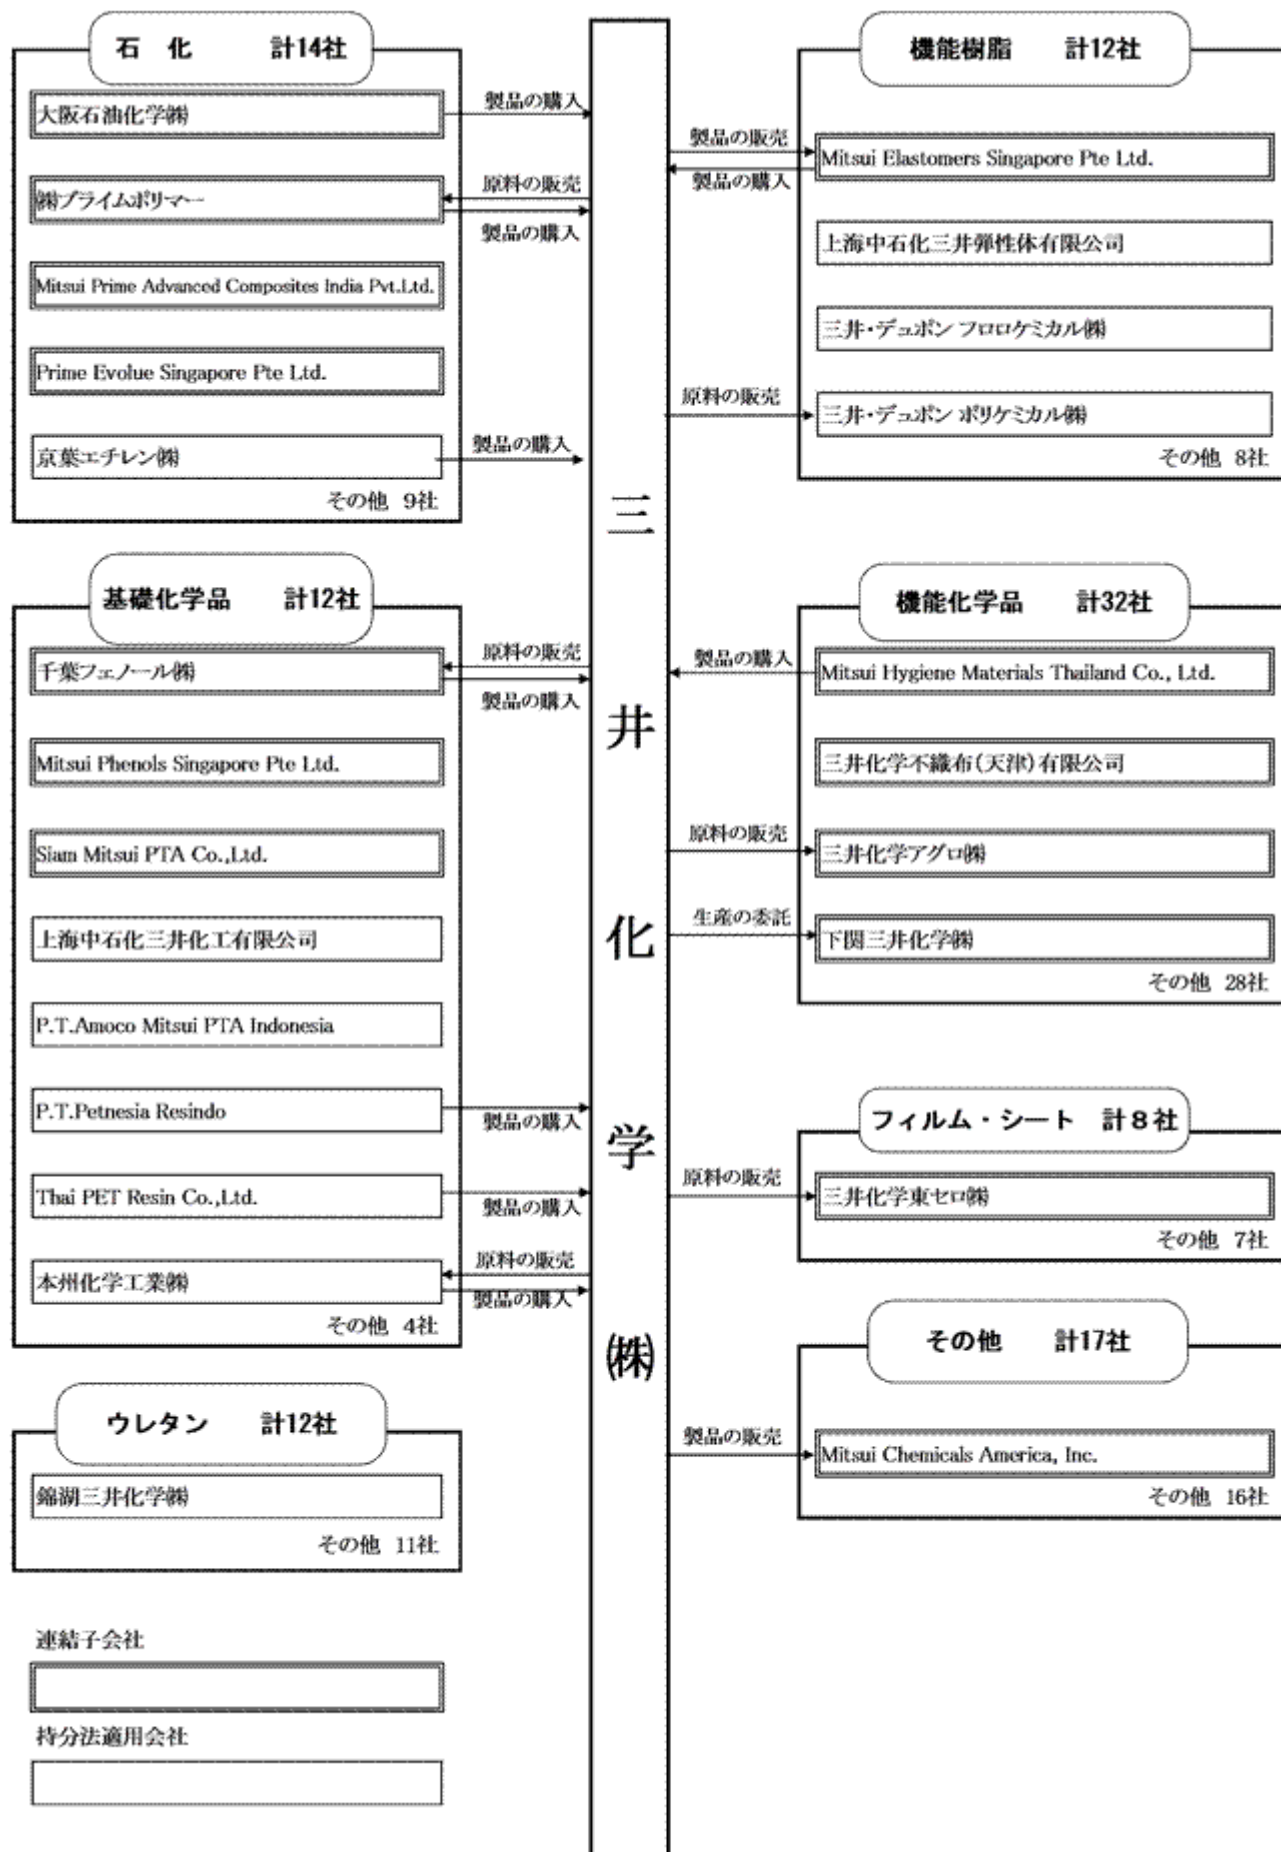 石　化　　　計14社
大阪石油化学㈱
製品の購入
㈱プライムポリマー
原料の販売
製品の購入
Mitsui Prime Advanced Composites India Pvt.Ltd.
Prime Evolue Singapore Pte Ltd.
京葉エチレン㈱
製品の購入
その他 9社
基礎化学品　　計12社
千葉フェノール㈱
原料の販売
製品の購入
Mitsui Phenols Singapore Pte Ltd.
Siam Mitsui PTA Co.,Ltd.
上海中石化三井化工有限公司
P.T.Amoco Mitsui PTA Indonesia
P.T.Petnesia Resindo
製品の購入
Thai PET Resin Co.,Ltd.
製品の購入
本州化学工業㈱
原料の販売
製品の購入
その他 4社
ウレタン　　計12社
錦湖三井化学㈱
その他 11社
連結子会社
持分法適用会社
三井化学㈱
機能樹脂　　計12社
製品の販売
製品の購入
Mitsui Elastomers Singapore Pte Ltd.
上海中石化三井弾性体有限公司
三井・デュポン フロロケミカル㈱
原料の販売
三井・デュポン ポリケミカル㈱
その他 8社
機能化学品　　計32社
製品の購入
Mitsui Hygiene Materials Thailand Co., Ltd.
三井化学不織布(天津)有限公司
原料の販売
三井化学アグロ㈱
生産の委託
下関三井化学㈱
その他 28社
フィルム・シート　計８社
原料の販売
三井化学東セロ㈱
その他 7社
その他　　計17社
製品の販売
Mitsui Chemicals America, Inc.
その他 16社